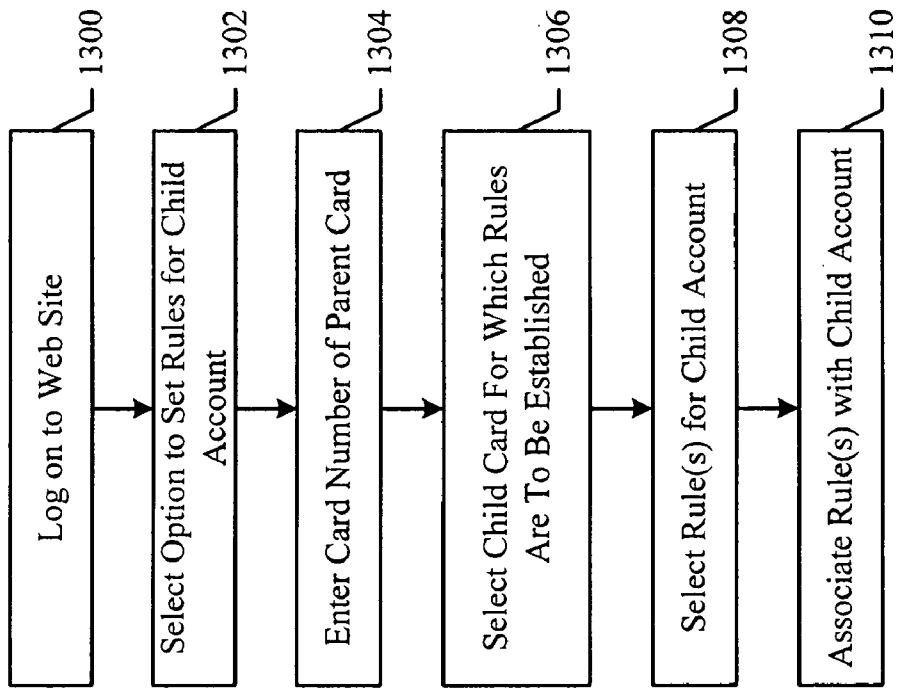 Log on to Web Site
1300
Select Option to Set Rules for Child
Account
1302
Enter Card Number of Parent Card
1304
Select Child Card For Which Rules
Are To Be Established
1306
Select Rule(s) for Child Account
1308
Associate Rule(s) with Child Account
1310